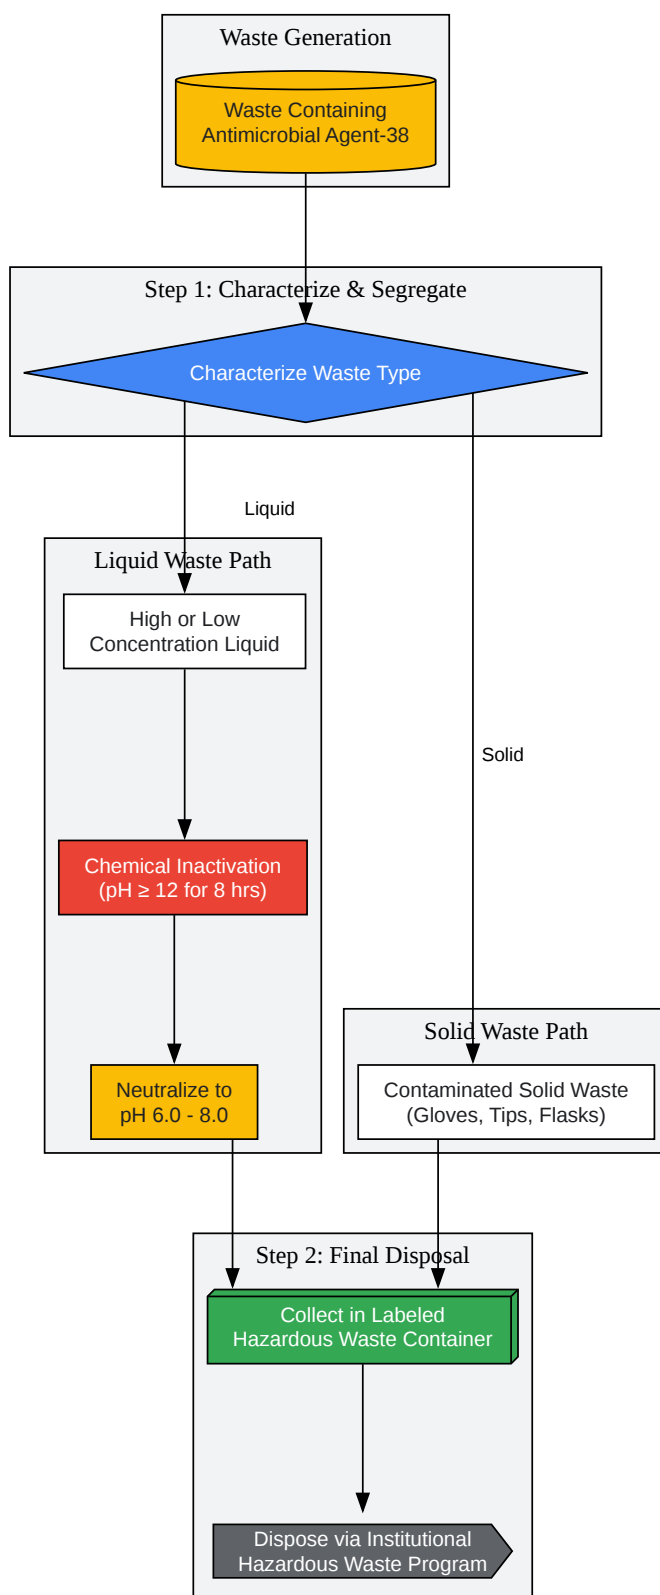 Waste Generation
Waste Containing
Antimicrobial Agent-38
Step 1: Characterize & Segregate
Characterize Waste Type
Liquid
Liquid Waste Path
High or Low
Concentration Liquid
Solid
Chemical Inactivation
(pH ≥ 12 for 8 hrs)
Solid Waste Path
Neutralize to
pH 6.0 - 8.0
Contaminated Solid Waste
(Gloves, Tips, Flasks)
Step 2: Final Disposal
Collect in Labeled
Hazardous Waste Container
Dispose via Institutional
Hazardous Waste Program